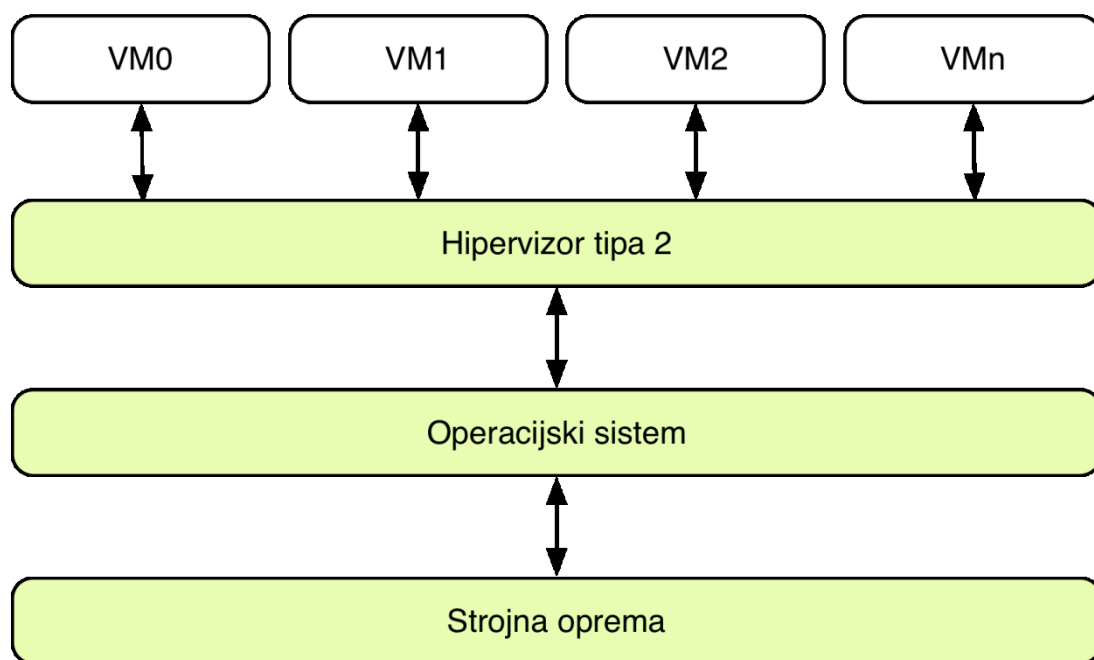 VM0
VM1
VM2
VMn
Hipervizor tipa 2
Operacijski sistem
Strojna oprema